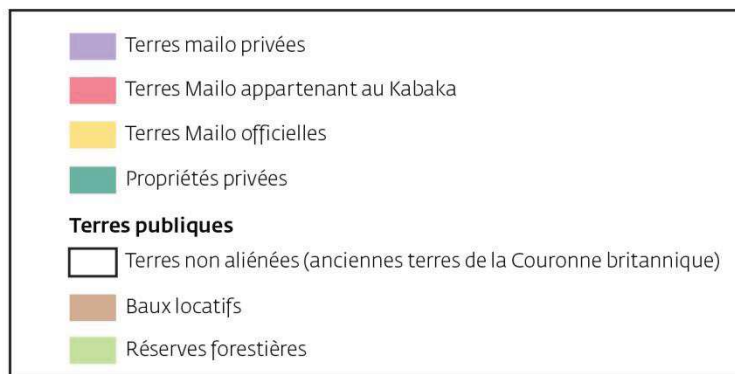 Terres mailo privées
Terres Mailo appartenant au Kabaka
Terres Mailo officielles
Propriétés privées
Terres publiques
Terres non aliénées (anciennes terres de la Couronne britannique)
Baux locatifs
Réserves forestières